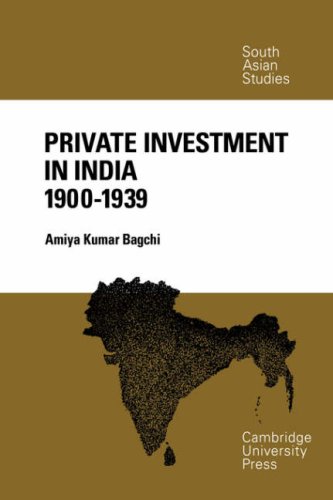 South
Asian
Studies
PRIVATE INVESTMENT
IN INDIA
1900-1939
Amiya Kumar Bagchi
Cambridge
University
Press